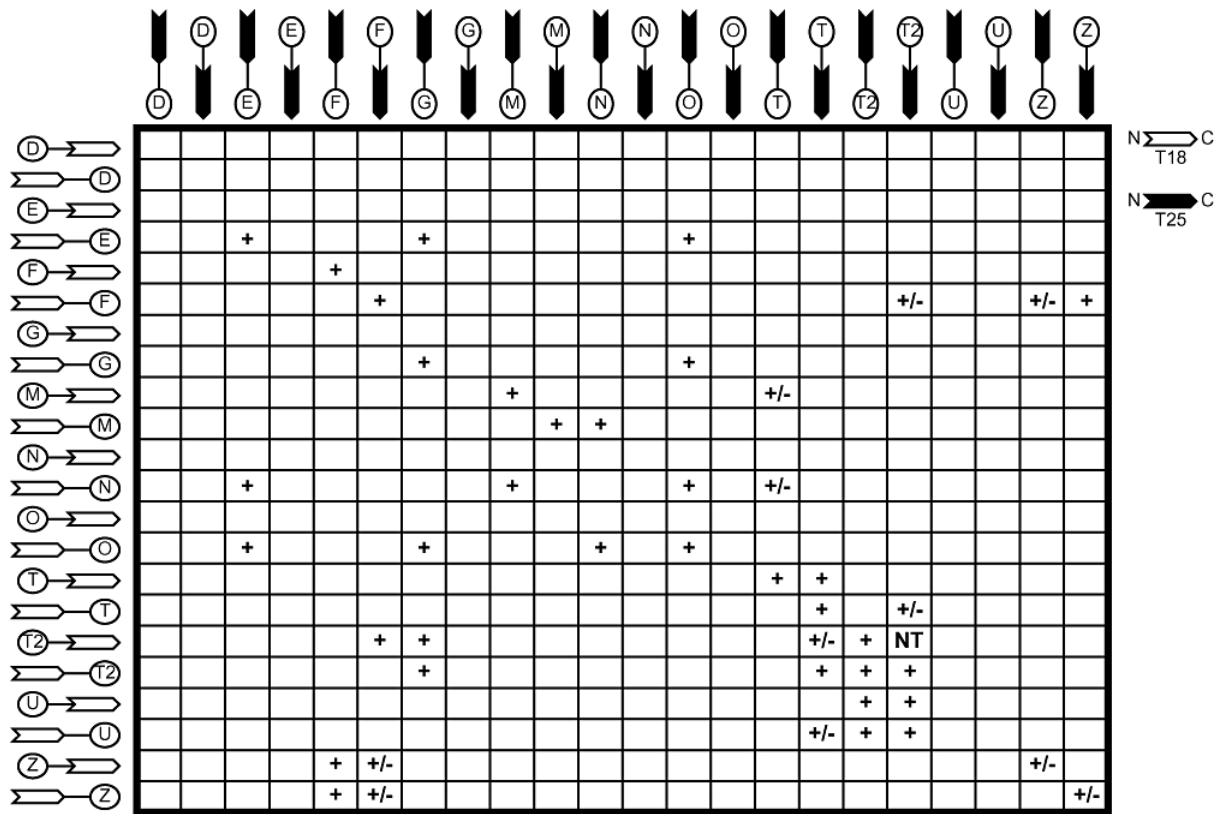 D E F G M N O T T2 U Z
D E F G M N O T T2 U Z
D
D
E
E + + +
F +
F + +/- +/- +
G
G + +
M + +/-
M + +
N
N + + + +/-
O
O + + + +
T + +
T + +/-
T2 + + +/- + NT
T2 + + + +
U + +
U +/- + +
Z + +/- +/-
Z + +/- +/-
N C
T18
N C
T25